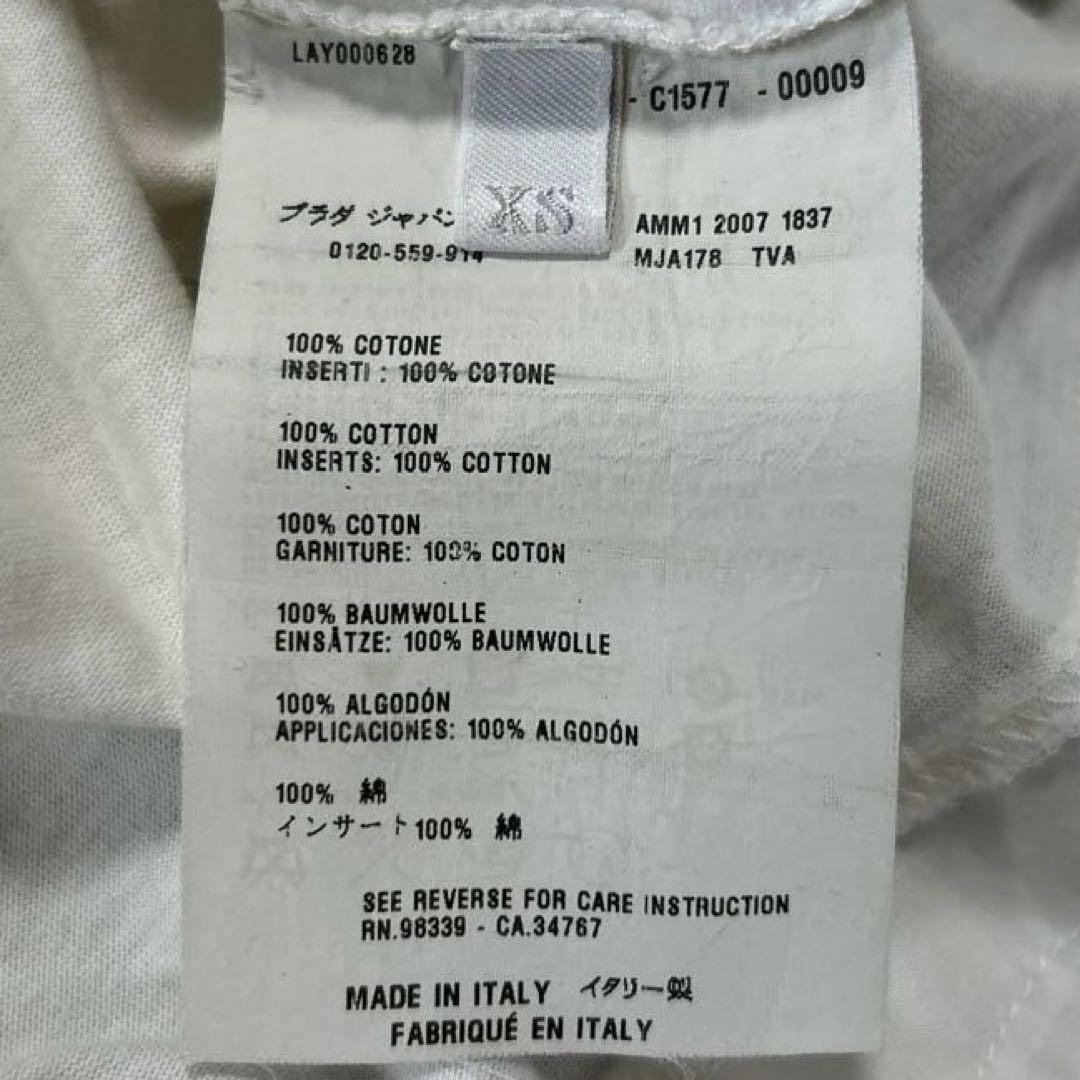 LAY000628
- C1577 - 00009
XS
プラダ ジャパン
0120-559-914
AMM1 2007 1837
MJA178 TVA
100% COTONE
INSERTI : 100% COTONE
100% COTTON
INSERTS: 100% COTTON
100% COTON
GARNITURE: 100% COTON
100% BAUMWOLLE
EINSÄTZE: 100% BAUMWOLLE
100% ALGODÓN
APPLICACIONES: 100% ALGODÓN
100% 綿
インサート100% 綿
SEE REVERSE FOR CARE INSTRUCTION
RN.98339 - CA.34767
MADE IN ITALY イタリー製
FABRIQUÉ EN ITALY